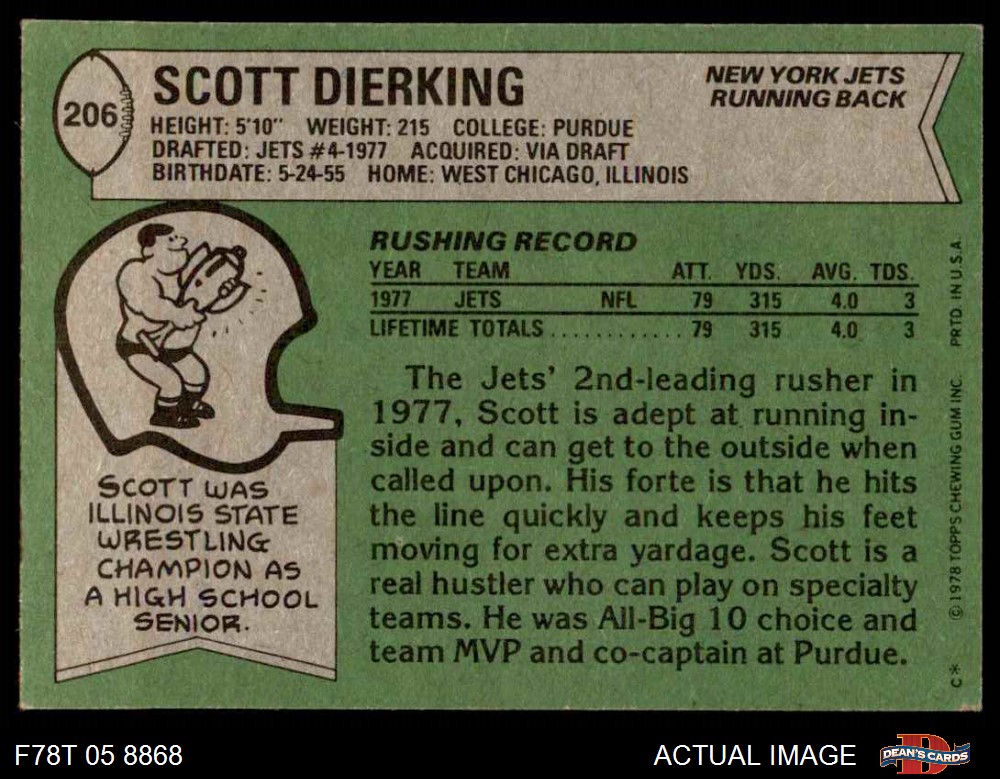 206
SCOTT DIERKING
NEW YORK JETS
RUNNING BACK
HEIGHT: 5'10" WEIGHT: 215 COLLEGE: PURDUE
DRAFTED: JETS #4-1977 ACQUIRED: VIA DRAFT
BIRTHDATE: 5-24-55 HOME: WEST CHICAGO, ILLINOIS
RUSHING RECORD
YEAR TEAM ATT. YDS. AVG. TDS.
1977 JETS NFL 79 315 4.0 3
LIFETIME TOTALS............ 79 315 4.0 3
The Jets' 2nd-leading rusher in
1977, Scott is adept at running in-
side and can get to the outside when
called upon. His forte is that he hits
the line quickly and keeps his feet
moving for extra yardage. Scott is a
real hustler who can play on specialty
teams. He was All-Big 10 choice and
team MVP and co-captain at Purdue.
SCOTT WAS
ILLINOIS STATE
WRESTLING
CHAMPION AS
A HIGH SCHOOL
SENIOR.
C* © 1978 TOPPS CHEWING GUM INC. PRTD. IN U.S.A.
F78T 05 8868
ACTUAL IMAGE
DEAN'S CARDS